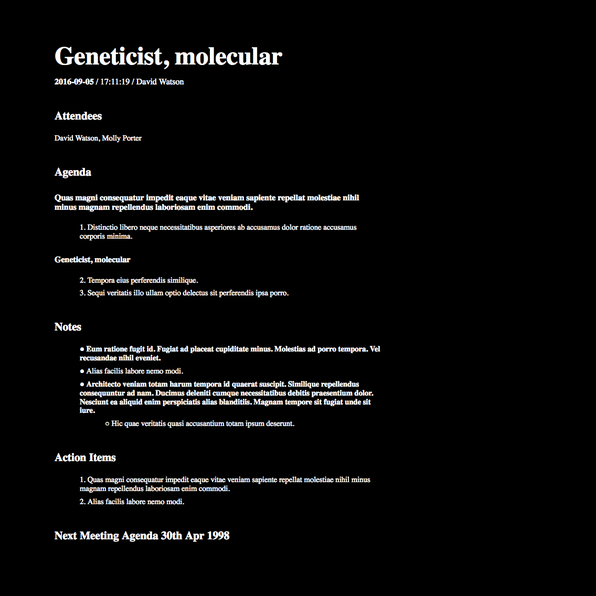 Geneticist, molecular
2016-09-05 / 17:11:19 / David Watson
Attendees
David Watson, Molly Porter
Agenda
Quas magni consequatur impedit eaque vitae veniam sapiente repellat molestiae nihil
minus magnam repellendus laboriosam enim commodi.
1. Distinctio libero neque necessitatibus asperiores ab accusamus dolor ratione accusamus
corporis minima.
Geneticist, molecular
2. Tempora eius perferendis similique.
3. Sequi veritatis illo ullam optio delectus sit perferendis ipsa porro.
Notes
● Eum ratione fugit id. Fugiat ad placeat cupiditate minus. Molestias ad porro tempora. Vel
recusandae nihil eveniet.
● Alias facilis labore nemo modi.
● Architecto veniam totam harum tempora id quaerat suscipit. Similique repellendus
consequuntur ad nam. Ducimus deleniti cumque necessitatibus debitis praesentium dolor.
Nesciunt ea aliquid enim perspiciatis alias blanditiis. Magnam tempore sit fugiat unde sit
iure.
○ Hic quae veritatis quasi accusantium totam ipsum deserunt.
Action Items
1. Quas magni consequatur impedit eaque vitae veniam sapiente repellat molestiae nihil minus
magnam repellendus laboriosam enim commodi.
2. Alias facilis labore nemo modi.
Next Meeting Agenda 30th Apr 1998